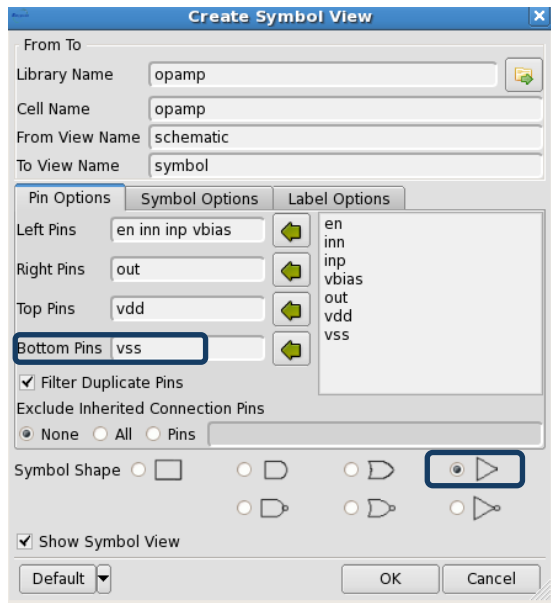 Create Symbol View
From To
Library Name opamp
Cell Name opamp
From View Name schematic
To View Name symbol
Pin Options Symbol Options Label Options
Left Pins en inn inp vbias
Right Pins out
Top Pins vdd
Bottom Pins vss
en
inn
inp
vbias
out
vdd
vss
Filter Duplicate Pins
Exclude Inherited Connection Pins
None All Pins
Symbol Shape
Show Symbol View
Default OK Cancel